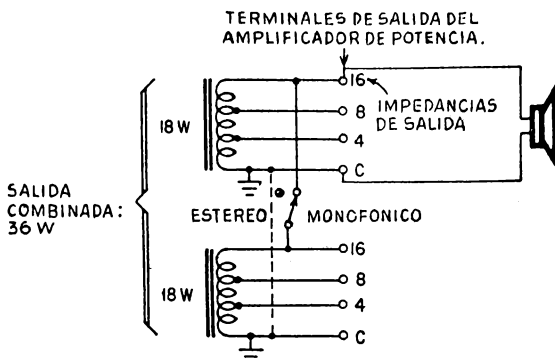 TERMINALES DE SALIDA DEL
AMPLIFICADOR DE POTENCIA.
16
8
4
C
IMPEDANCIAS
DE SALIDA
18 W
SALIDA
COMBINADA:
36 W
ESTEREO
MONOFONICO
18 W
16
8
4
C